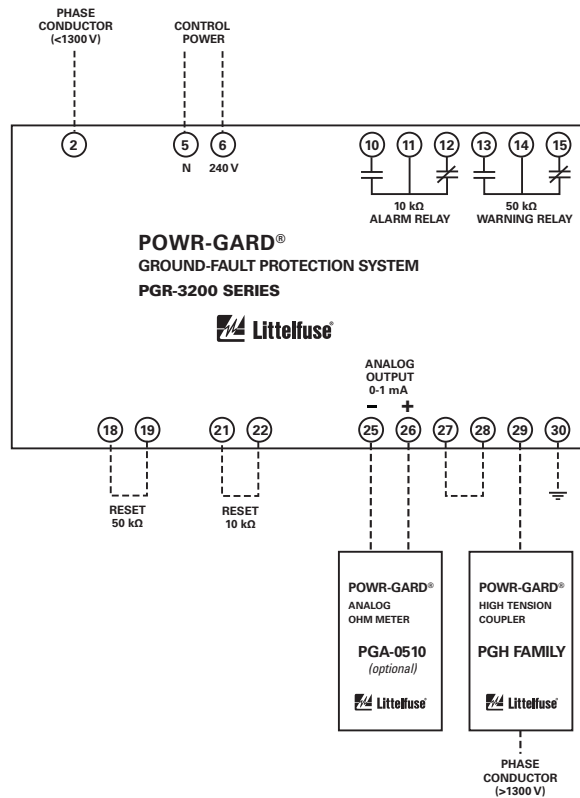 PHASE
CONDUCTOR
(<1300 V)
CONTROL
POWER
2
5
6
10
11
12
13
14
15
N
240 V
10 kΩ
ALARM RELAY
50 kΩ
WARNING RELAY
POWR-GARD®
GROUND-FAULT PROTECTION SYSTEM
PGR-3200 SERIES
Littelfuse®
ANALOG
OUTPUT
0-1 mA
– +
18
19
21
22
25
26
27
28
29
30
RESET
50 kΩ
RESET
10 kΩ
POWR-GARD®
ANALOG
OHM METER
PGA-0510
(optional)
Littelfuse®
POWR-GARD®
HIGH TENSION
COUPLER
PGH FAMILY
Littelfuse®
PHASE
CONDUCTOR
(>1300 V)